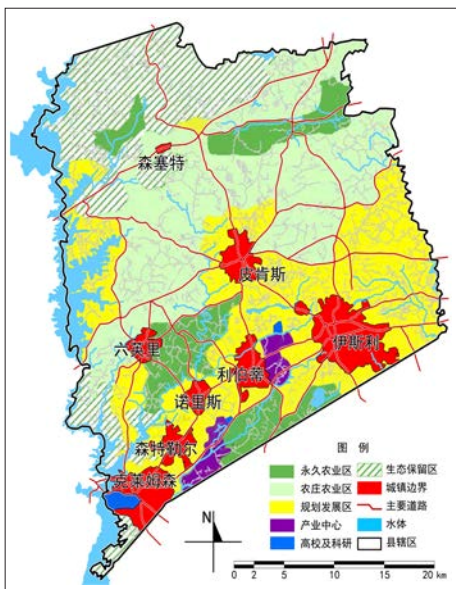 森塞特
皮肯斯
六英里
伊斯利
利伯蒂
诺里斯
森特勒尔
克莱姆森
图 例
永久农业区 生态保留区
农庄农业区 城镇边界
规划发展区 主要道路
产业中心 水体
高校及科研 县辖区
N
0 2 5 10 15 20
km